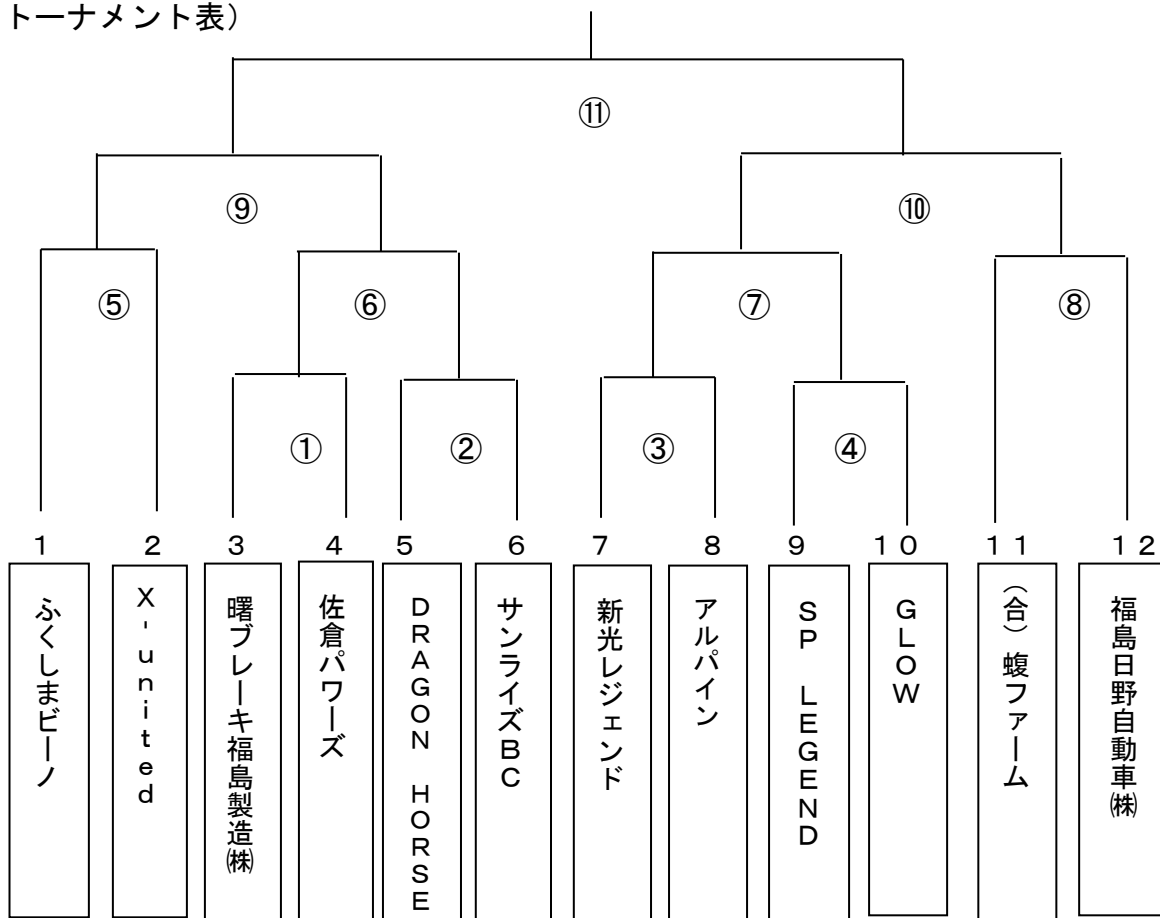 トーナメント表）
⑪
⑨
⑩
⑤
⑥
⑦
⑧
①
②
③
④
１
２
３
４
５
６
７
８
９
１０
１１
１２
ふくしまビーノ
Ｘ‐ｕｎｉｔｅｄ
曙ブレーキ福島製造㈱
佐倉パワーズ
ＤＲＡＧＯＮ　ＨＯＲＳＥ
サンライズＢＣ
新光レジェンド
アルパイン
ＳＰ　ＬＥＧＥＮＤ
ＧＬＯＷ
（合）蝮ファーム
福島日野自動車㈱